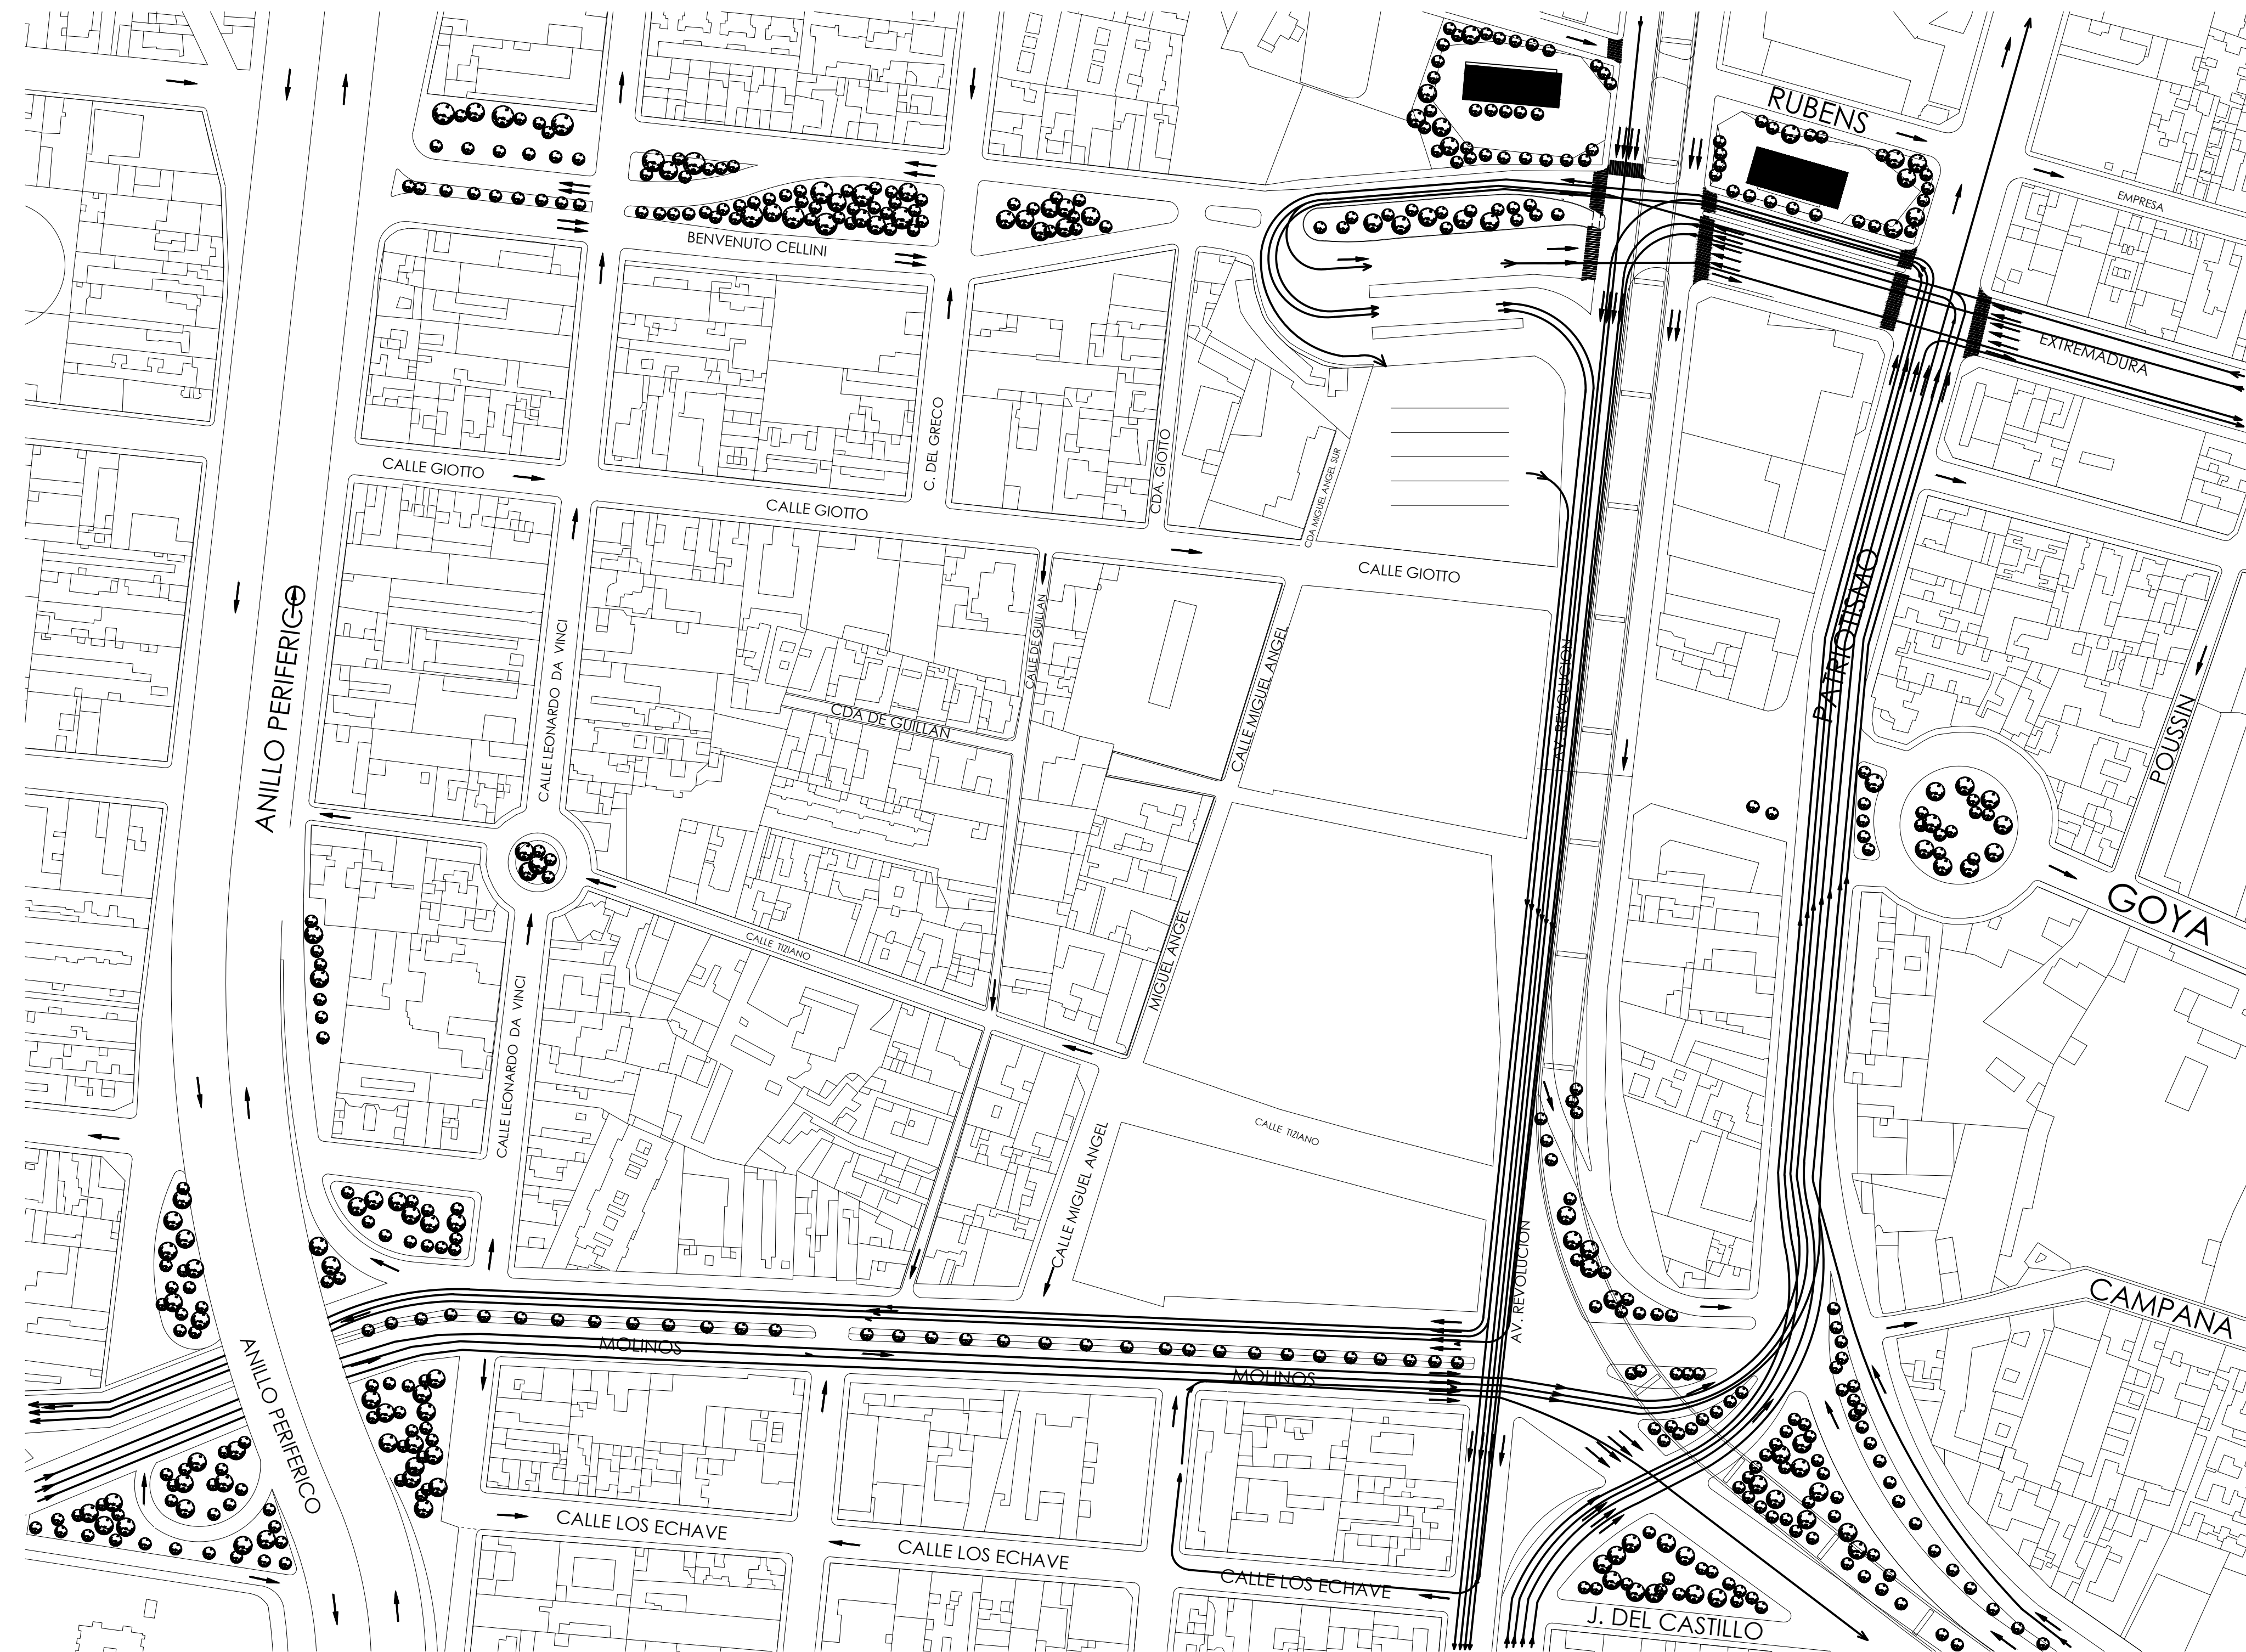 RUBENS
EMPRESA
BENVENUTO CELLINI
EXTREMADURA
CALLE GIOTTO
C. DEL GRECO
CDA. GIOTTO
CDA MIGUEL ANGEL SUR
CALLE GIOTTO
CALLE GIOTTO
ANILLO PERIFERICO
CALLE LEONARDO DA VINCI
CALLE DE GUILLAN
CDA DE GUILLAN
CALLE MIGUEL ANGEL
AV. REVOLUCION
PATRIOTISMO
POUSSIN
GOYA
CALLE TIZIANO
MIGUEL ANGEL
CALLE LEONARDO DA VINCI
CALLE TIZIANO
CALLE MIGUEL ANGEL
AV. REVOLUCION
CAMPANA
MOLINOS
MOLINOS
ANILLO PERIFERICO
CALLE LOS ECHAVE
CALLE LOS ECHAVE
CALLE LOS ECHAVE
J. DEL CASTILLO